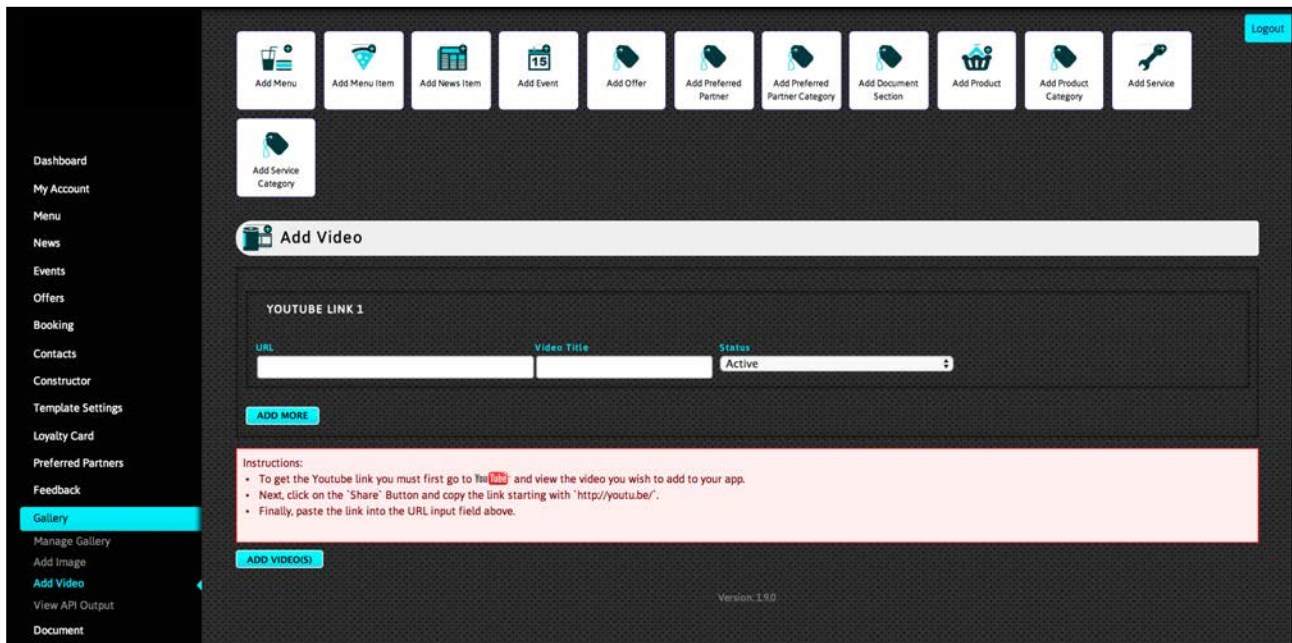 Logout
Add Menu
Add Menu Item
Add News Item
15
Add Event
Add Offer
Add Preferred
Partner
Add Preferred
Partner Category
Add Document
Section
Add Product
Add Product
Category
Add Service
Add Service
Category
Dashboard
My Account
Menu
News
Events
Offers
Booking
Contacts
Constructor
Template Settings
Loyalty Card
Preferred Partners
Feedback
Gallery
Manage Gallery
Add Image
Add Video
View API Output
Document
Add Video
YOUTUBE LINK 1
URL
Video Title
Status
Active
ADD MORE
Instructions:
• To get the Youtube link you must first go to YouTube and view the video you wish to add to your app.
• Next, click on the `Share` Button and copy the link starting with `http://youtu.be/`.
• Finally, paste the link into the URL input field above.
ADD VIDEO(S)
Version: 1.9.0